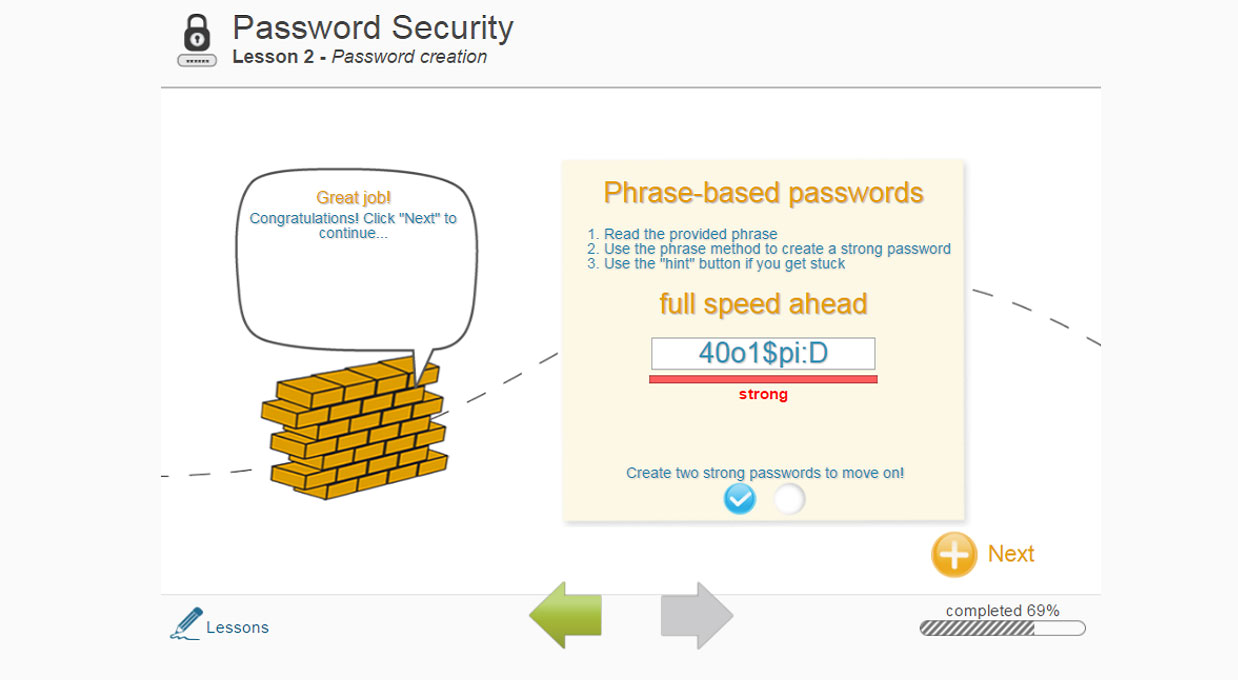 Password Security
Lesson 2 - Password creation
Great job!
Congratulations! Click "Next" to
continue...
Phrase-based passwords
1. Read the provided phrase
2. Use the phrase method to create a strong password
3. Use the "hint" button if you get stuck
full speed ahead
40o1$pi:D
strong
Create two strong passwords to move on!
Next
Lessons
completed 69%